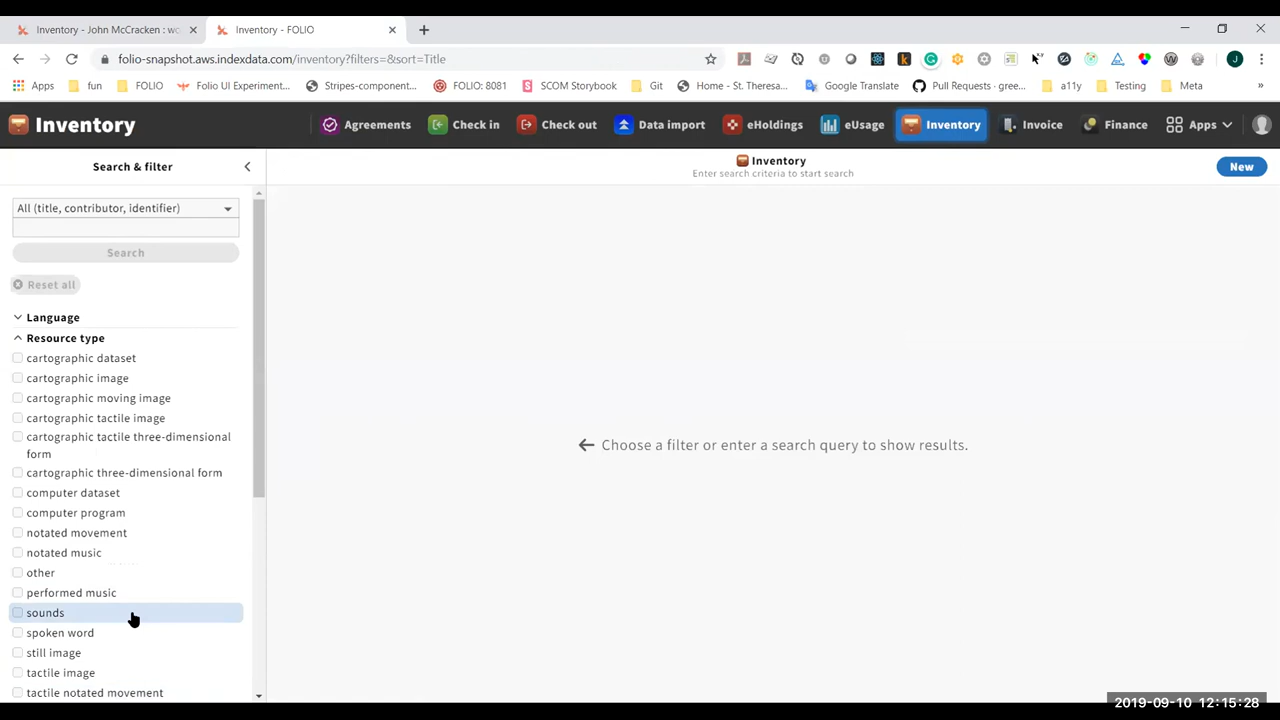 Inventory - John McCracken : wo
Inventory - FOLIO
folio-snapshot.aws.indexdata.com/inventory?filters=&sort=Title
Apps fun FOLIO Folio UI Experiment... Stripes-component... FOLIO: 8081 SCOM Storybook Git Home - St. Theresa... Google Translate Pull Requests · gree... a11y Testing Meta »
Inventory Agreements Check in Check out Data import eHoldings eUsage Inventory Invoice Finance Apps
Search & filter
Inventory
Enter search criteria to start search
New
All (title, contributor, identifier)
Search
Reset all
Language
Resource type
cartographic dataset
cartographic image
cartographic moving image
cartographic tactile image
cartographic tactile three-dimensional
form
cartographic three-dimensional form
computer dataset
computer program
notated movement
notated music
other
performed music
sounds
spoken word
still image
tactile image
tactile notated movement
Choose a filter or enter a search query to show results.
2019-09-10 12:15:28